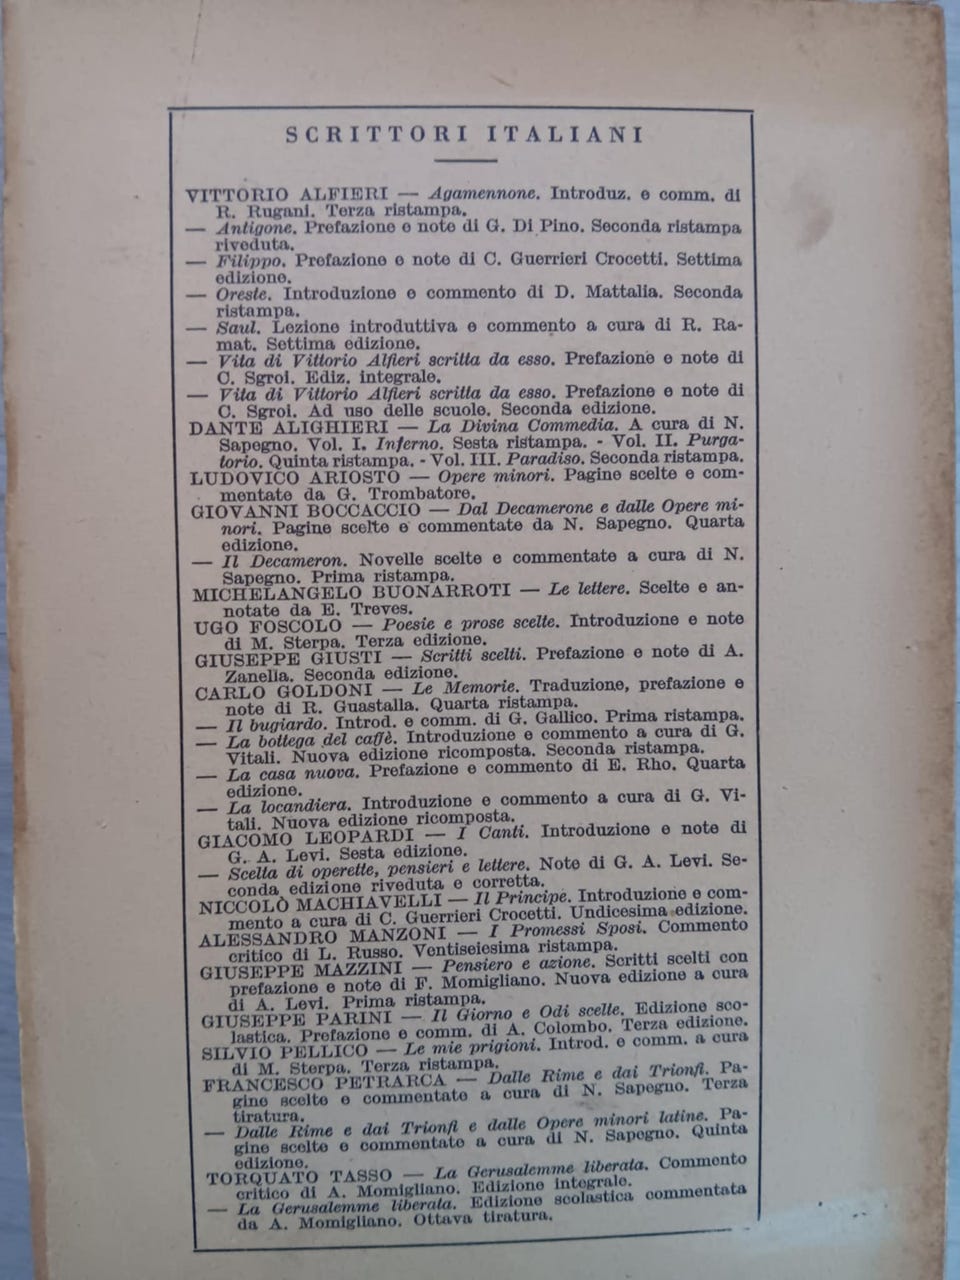 SCRITTORI ITALIANI
VITTORIO ALFIERI — Agamennone. Introduz. e comm. di
R. Rugani. Terza ristampa.
— Antigone. Prefazione e note di G. Di Pino. Seconda ristampa
riveduta.
— Filippo. Prefazione e note di C. Guerrieri Crocetti. Settima
edizione.
— Oreste. Introduzione e commento di D. Mattalia. Seconda
ristampa.
— Saul. Lezione introduttiva e commento a cura di R. Ra-
mat. Settima edizione.
— Vita di Vittorio Alfieri scritta da esso. Prefazione e note di
C. Sgroi. Ediz. integrale.
— Vita di Vittorio Alfieri scritta da esso. Prefazione e note di
C. Sgroi. Ad uso delle scuole. Seconda edizione.
DANTE ALIGHIERI — La Divina Commedia. A cura di N.
Sapegno. Vol. I. Inferno. Sesta ristampa. - Vol. II. Purga-
torio. Quinta ristampa. - Vol. III. Paradiso. Seconda ristampa.
LUDOVICO ARIOSTO — Opere minori. Pagine scelte e com-
mentate da G. Trombatore.
GIOVANNI BOCCACCIO — Dal Decamerone e dalle Opere mi-
nori. Pagine scelte e commentate da N. Sapegno. Quarta
edizione.
— Il Decameron. Novelle scelte e commentate a cura di N.
Sapegno. Prima ristampa.
MICHELANGELO BUONARROTI — Le lettere. Scelte e an-
notate da E. Treves.
UGO FOSCOLO — Poesie e prose scelte. Introduzione e note
di M. Sterpa. Terza edizione.
GIUSEPPE GIUSTI — Scritti scelti. Prefazione e note di A.
Zanella. Seconda edizione.
CARLO GOLDONI — Le Memorie. Traduzione, prefazione e
note di R. Guastalla. Quarta ristampa.
— Il bugiardo. Introd. e comm. di G. Gallico. Prima ristampa.
— La bottega del caffè. Introduzione e commento a cura di G.
Vitali. Nuova edizione ricomposta. Seconda ristampa.
— La casa nuova. Prefazione e commento di E. Rho. Quarta
edizione.
— La locandiera. Introduzione e commento a cura di G. Vi-
tali. Nuova edizione ricomposta.
GIACOMO LEOPARDI — I Canti. Introduzione e note di
G. A. Levi. Sesta edizione.
— Scelta di operette, pensieri e lettere. Note di G. A. Levi. Se-
conda edizione riveduta e corretta.
NICCOLÒ MACHIAVELLI — Il Principe. Introduzione e com-
mento a cura di C. Guerrieri Crocetti. Undicesima edizione.
ALESSANDRO MANZONI — I Promessi Sposi. Commento
critico di L. Russo. Ventiseiesima ristampa.
GIUSEPPE MAZZINI — Pensiero e azione. Scritti scelti con
prefazione e note di F. Momigliano. Nuova edizione a cura
di A. Levi. Prima ristampa.
GIUSEPPE PARINI — Il Giorno e Odi scelte. Edizione sco-
lastica. Prefazione e comm. di A. Colombo. Terza edizione.
SILVIO PELLICO — Le mie prigioni. Introd. e comm. a cura
di M. Sterpa. Terza ristampa.
FRANCESCO PETRARCA — Dalle Rime e dai Trionfi. Pa-
gine scelte e commentate a cura di N. Sapegno. Terza
tiratura.
— Dalle Rime e dai Trionfi e dalle Opere minori latine. Pa-
gine scelte e commentate a cura di N. Sapegno. Quinta
edizione.
TORQUATO TASSO — La Gerusalemme liberata. Commento
critico di A. Momigliano. Edizione integrale.
— La Gerusalemme liberata. Edizione scolastica commentata
da A. Momigliano. Ottava tiratura.